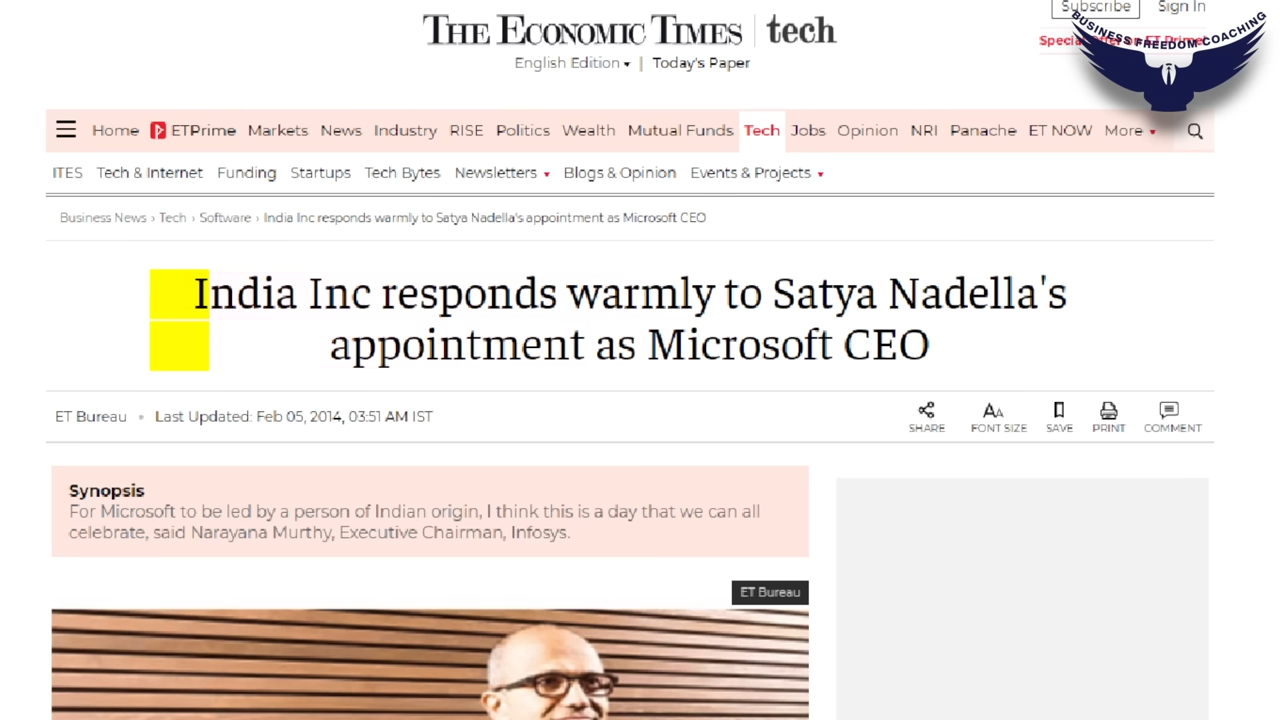 Subscribe Sign In
THE ECONOMIC TIMES | tech
BUSINESS FREEDOM COACHING
Special Offer on ET Prime!
English Edition ▾ | Today's Paper
Home ETPrime Markets News Industry RISE Politics Wealth Mutual Funds Tech Jobs Opinion NRI Panache ET NOW More ▾
ITES Tech & Internet Funding Startups Tech Bytes Newsletters ▾ Blogs & Opinion Events & Projects ▾
Business News › Tech › Software › India Inc responds warmly to Satya Nadella's appointment as Microsoft CEO
India Inc responds warmly to Satya Nadella's
appointment as Microsoft CEO
ET Bureau • Last Updated: Feb 05, 2014, 03:51 AM IST
SHARE FONT SIZE SAVE PRINT COMMENT
Synopsis
For Microsoft to be led by a person of Indian origin, I think this is a day that we can all
celebrate, said Narayana Murthy, Executive Chairman, Infosys.
ET Bureau